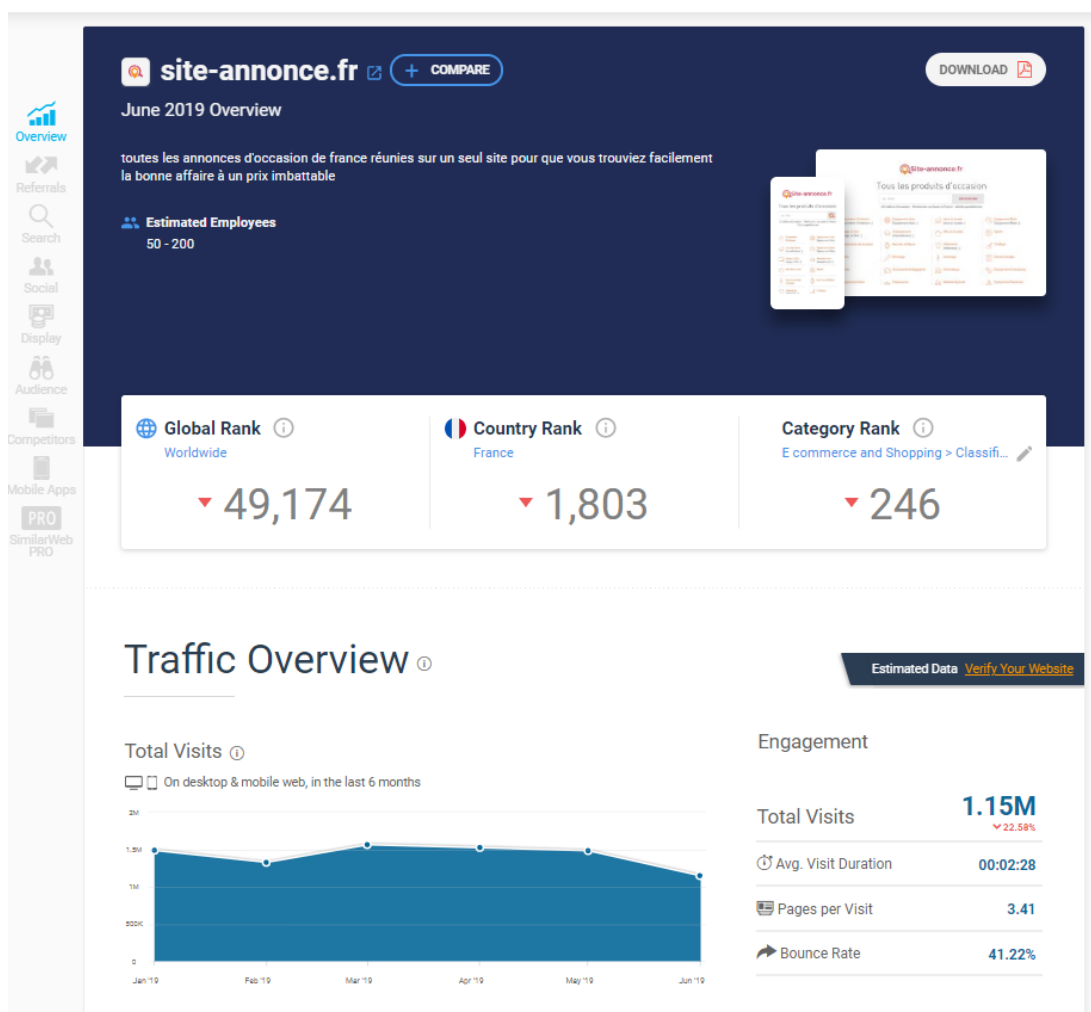 site-annonce.fr
+ COMPARE
DOWNLOAD
June 2019 Overview
toutes les annonces d'occasion de france réunies sur un seul site pour que vous trouviez facilement
la bonne affaire à un prix imbattable
Estimated Employees
50 - 200
Site-annonce.fr
Tous les produits d'occasion
Site-annonce.fr
Overview
Referrals
Search
Social
Display
Audience
Competitors
Mobile Apps
PRO
SimilarWeb
PRO
Global Rank
Worldwide
49,174
Country Rank
France
1,803
Category Rank
E commerce and Shopping > Classifi...
246
Traffic Overview
Estimated Data Verify Your Website
Total Visits
On desktop & mobile web, in the last 6 months
2M
1.5M
1M
500K
0
Jan '19
Feb '19
Mar '19
Apr '19
May '19
Jun '19
Engagement
Total Visits
1.15M
22.58%
Avg. Visit Duration
00:02:28
Pages per Visit
3.41
Bounce Rate
41.22%